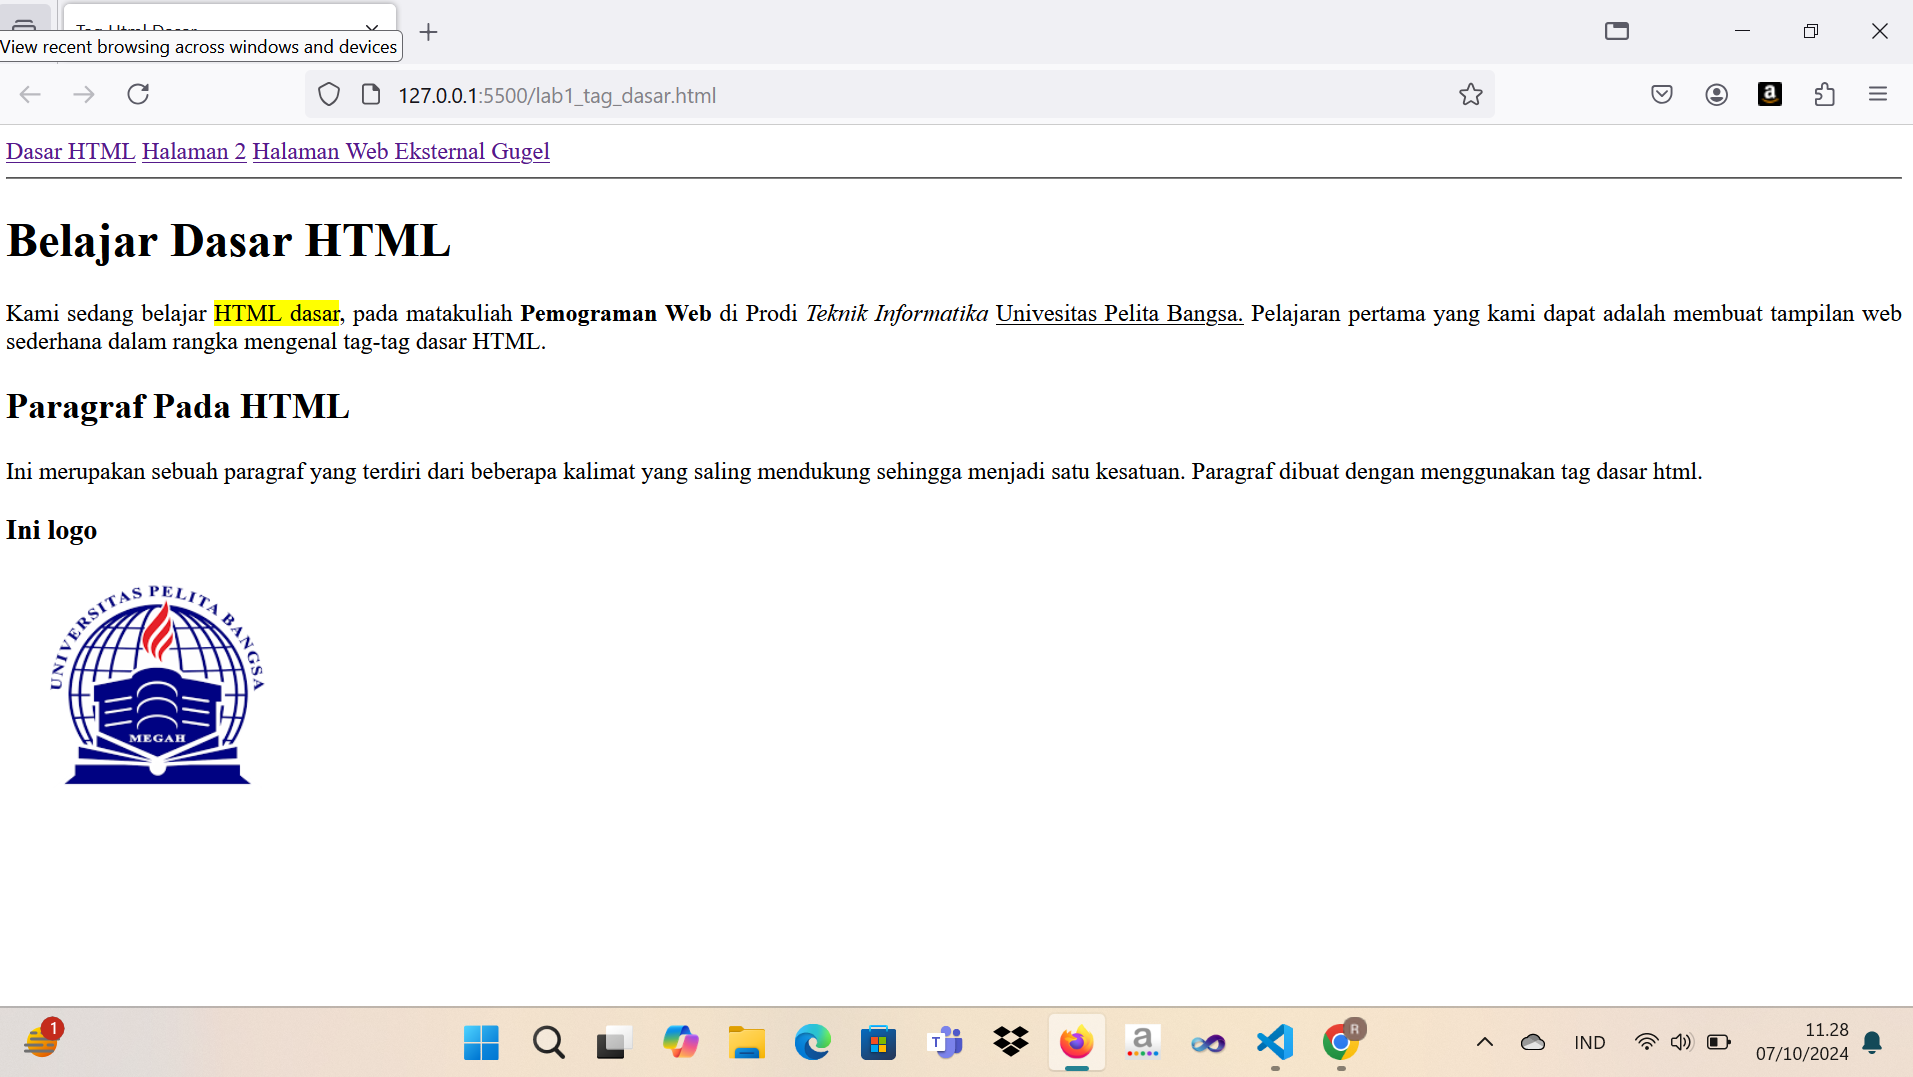 Tag Html Dasar
View recent browsing across windows and devices
127.0.0.1:5500/lab1_tag_dasar.html
Dasar HTML Halaman 2 Halaman Web Eksternal Gugel
Belajar Dasar HTML
Kami sedang belajar HTML dasar, pada matakuliah Pemograman Web di Prodi Teknik Informatika Univesitas Pelita Bangsa. Pelajaran pertama yang kami dapat adalah membuat tampilan web
sederhana dalam rangka mengenal tag-tag dasar HTML.
Paragraf Pada HTML
Ini merupakan sebuah paragraf yang terdiri dari beberapa kalimat yang saling mendukung sehingga menjadi satu kesatuan. Paragraf dibuat dengan menggunakan tag dasar html.
Ini logo
UNIVERSITAS PELITA BANGSA
MEGAH
1
R
IND
11.28
07/10/2024